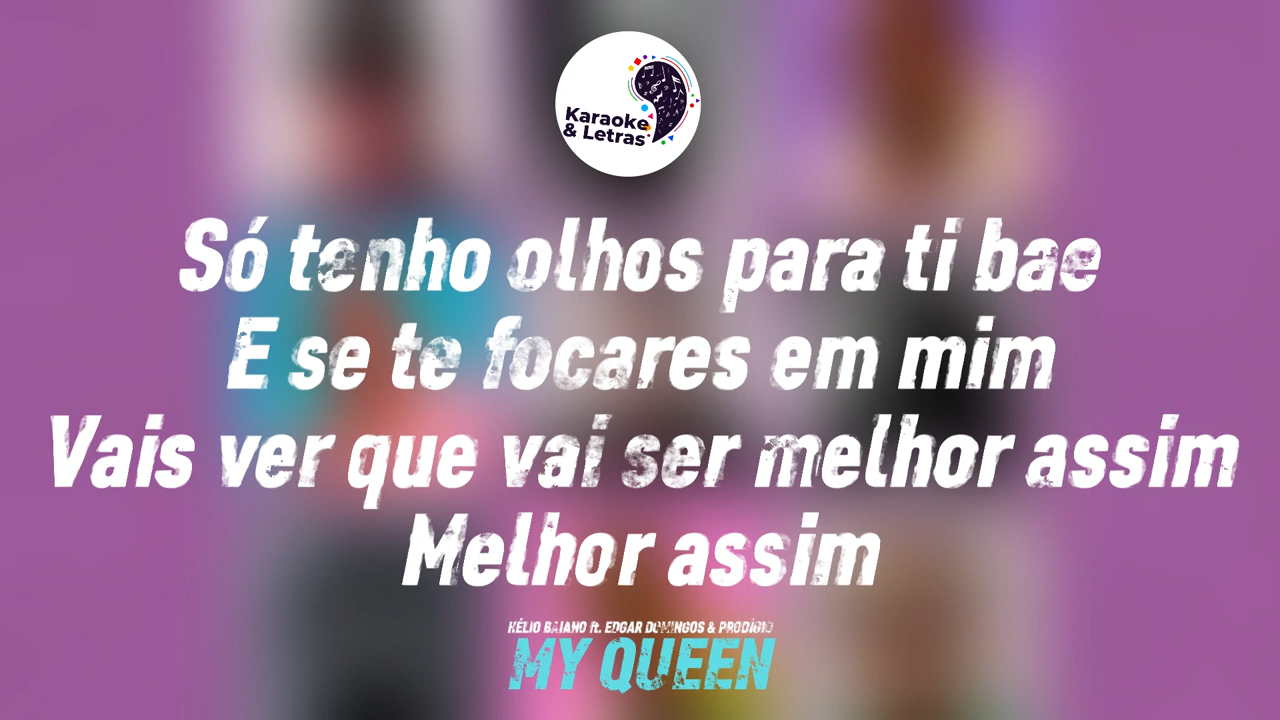 Karaoke
& Letras
Só tenho olhos para ti bae
E se te focares em mim
Vais ver que vai ser melhor assim
Melhor assim
KÉLIO BAIANO ft. EDGAR DOMINGOS & PRODÍGIO
MY QUEEN